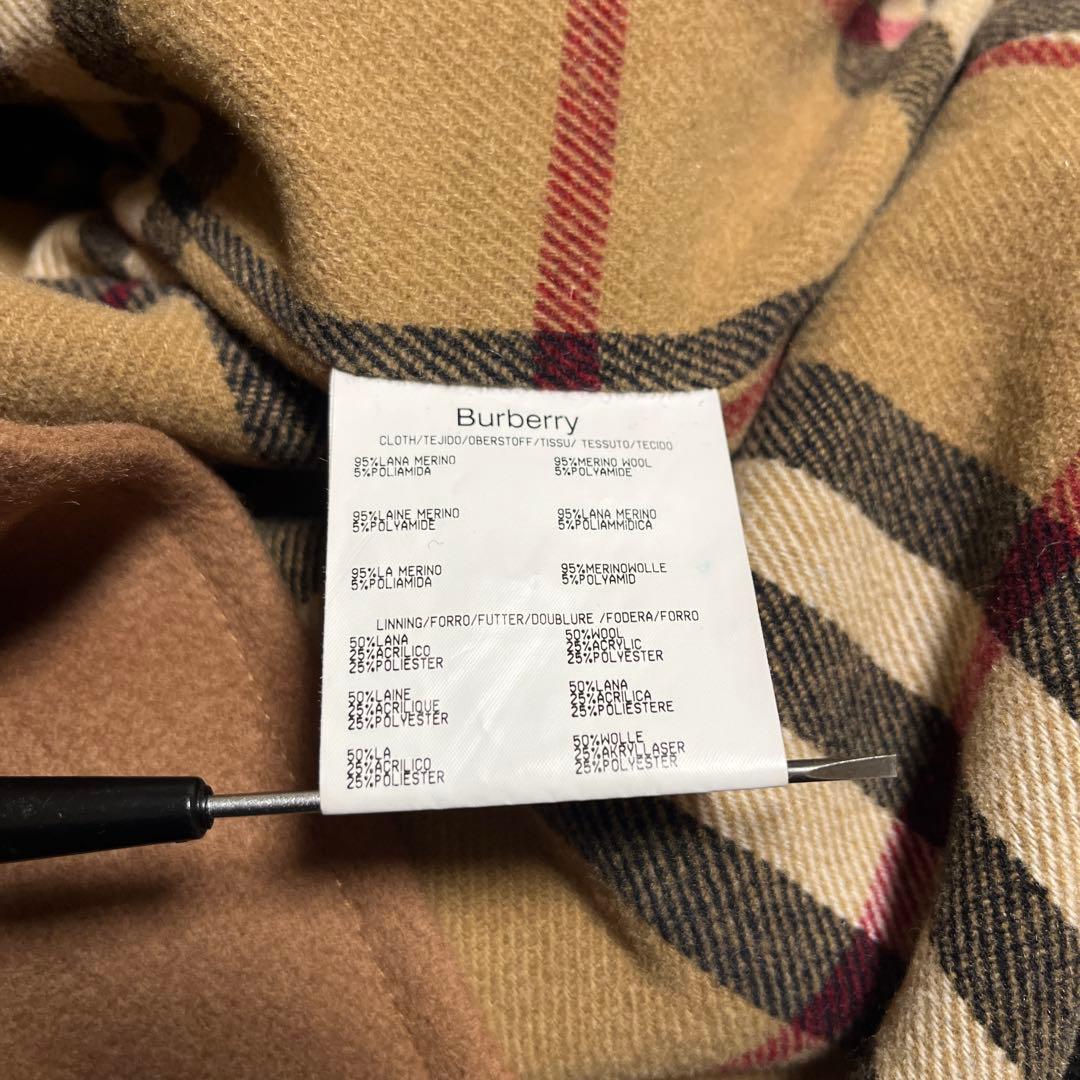 Burberry
CLOTH/TEJIDO/OBERSTOFF/TISSU/ TESSUTO/TECIDO
95%LANA MERINO
5%POLIAMIDA
95%MERINO WOOL
5%POLYAMIDE
95%LAINE MERINO
5%POLYAMIDE
95%LANA MERINO
5%POLIAMMIDICA
95%LA MERINO
5%POLIAMIDA
95%MERINOWOLLE
5%POLYAMID
LINNING/FORRO/FUTTER/DOUBLURE /FODERA/FORRO
50%LANA
25%ACRILICO
25%POLIESTER
50%WOOL
25%ACRYLIC
25%POLYESTER
50%LAINE
25%ACRILIQUE
25%POLYESTER
50%LANA
25%ACRILICA
25%POLIESTERE
50%LA
25%ACRILICO
25%POLIESTER
50%WOLLE
25%AKRYLLASER
25%POLYESTER